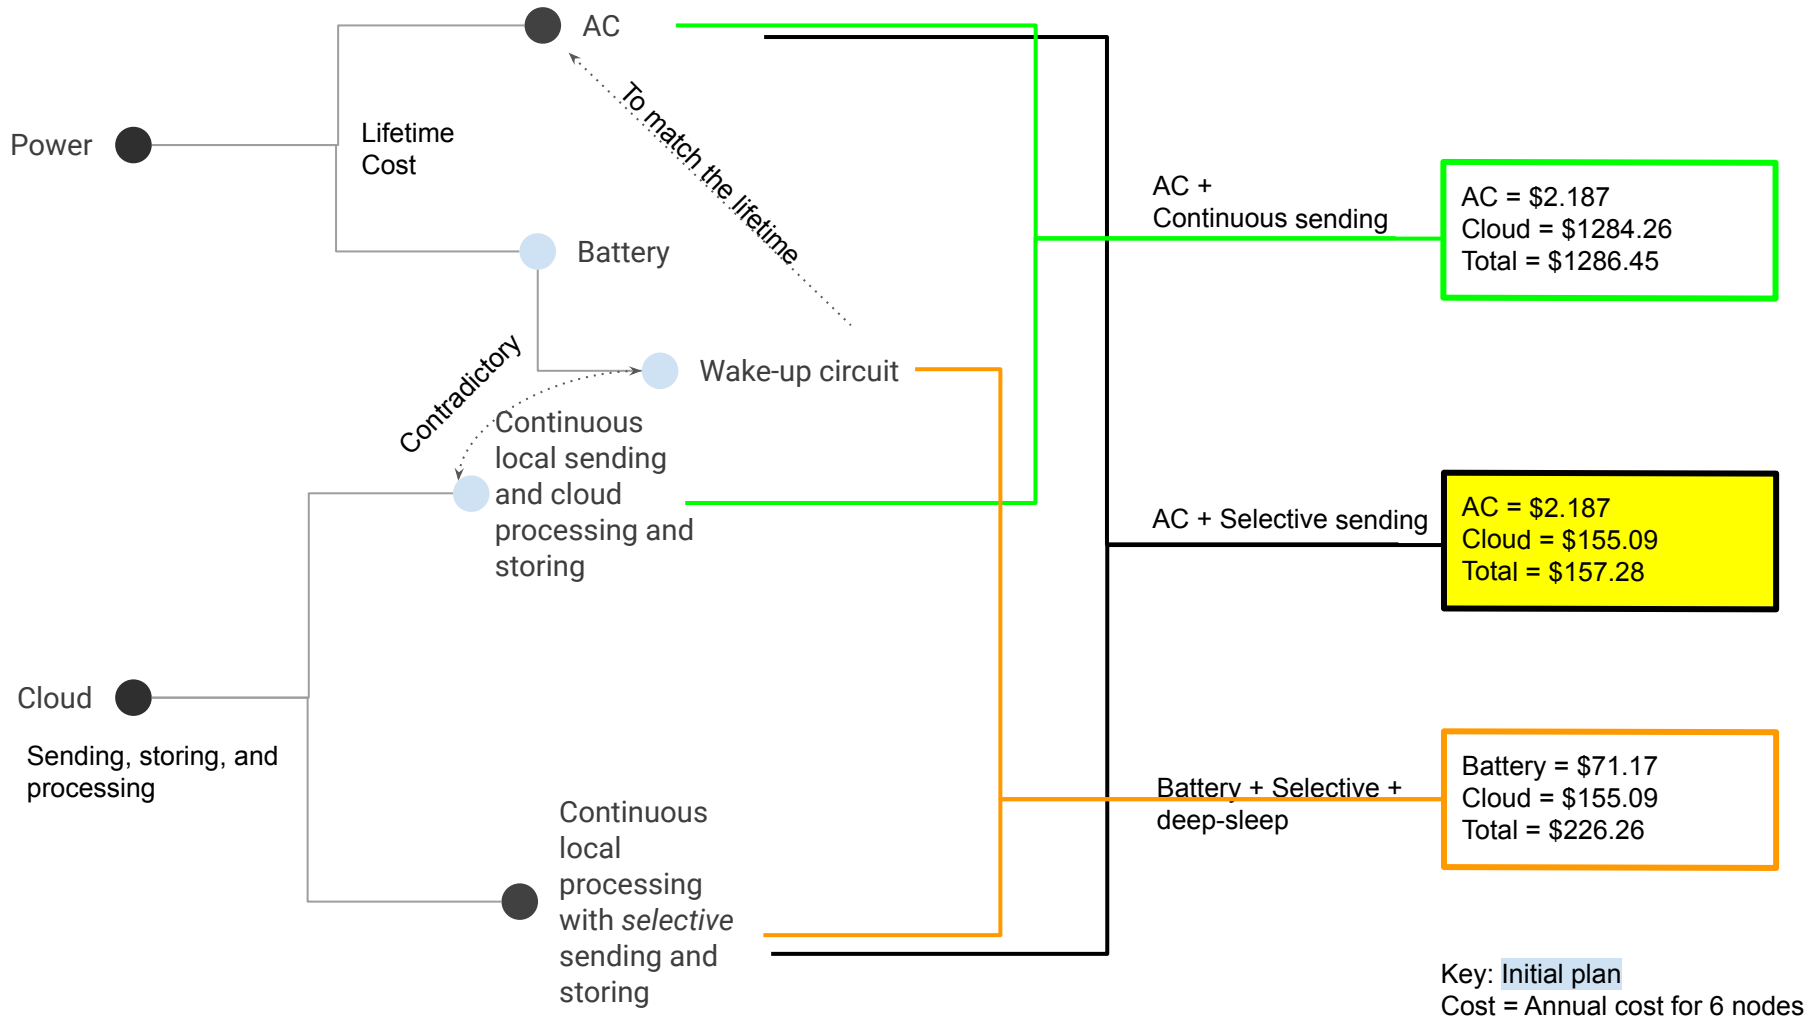 AC
To match the lifetime
Power
Lifetime
Cost
AC +
Continuous sending
AC = $2.187
Cloud = $1284.26
Total = $1286.45
Battery
Contradictory
Wake-up circuit
Continuous
local sending
and cloud
processing and
storing
AC + Selective sending
AC = $2.187
Cloud = $155.09
Total = $157.28
Cloud
Sending, storing, and
processing
Continuous
local
processing
with selective
sending and
storing
Battery + Selective +
deep-sleep
Battery = $71.17
Cloud = $155.09
Total = $226.26
Key: Initial plan
Cost = Annual cost for 6 nodes